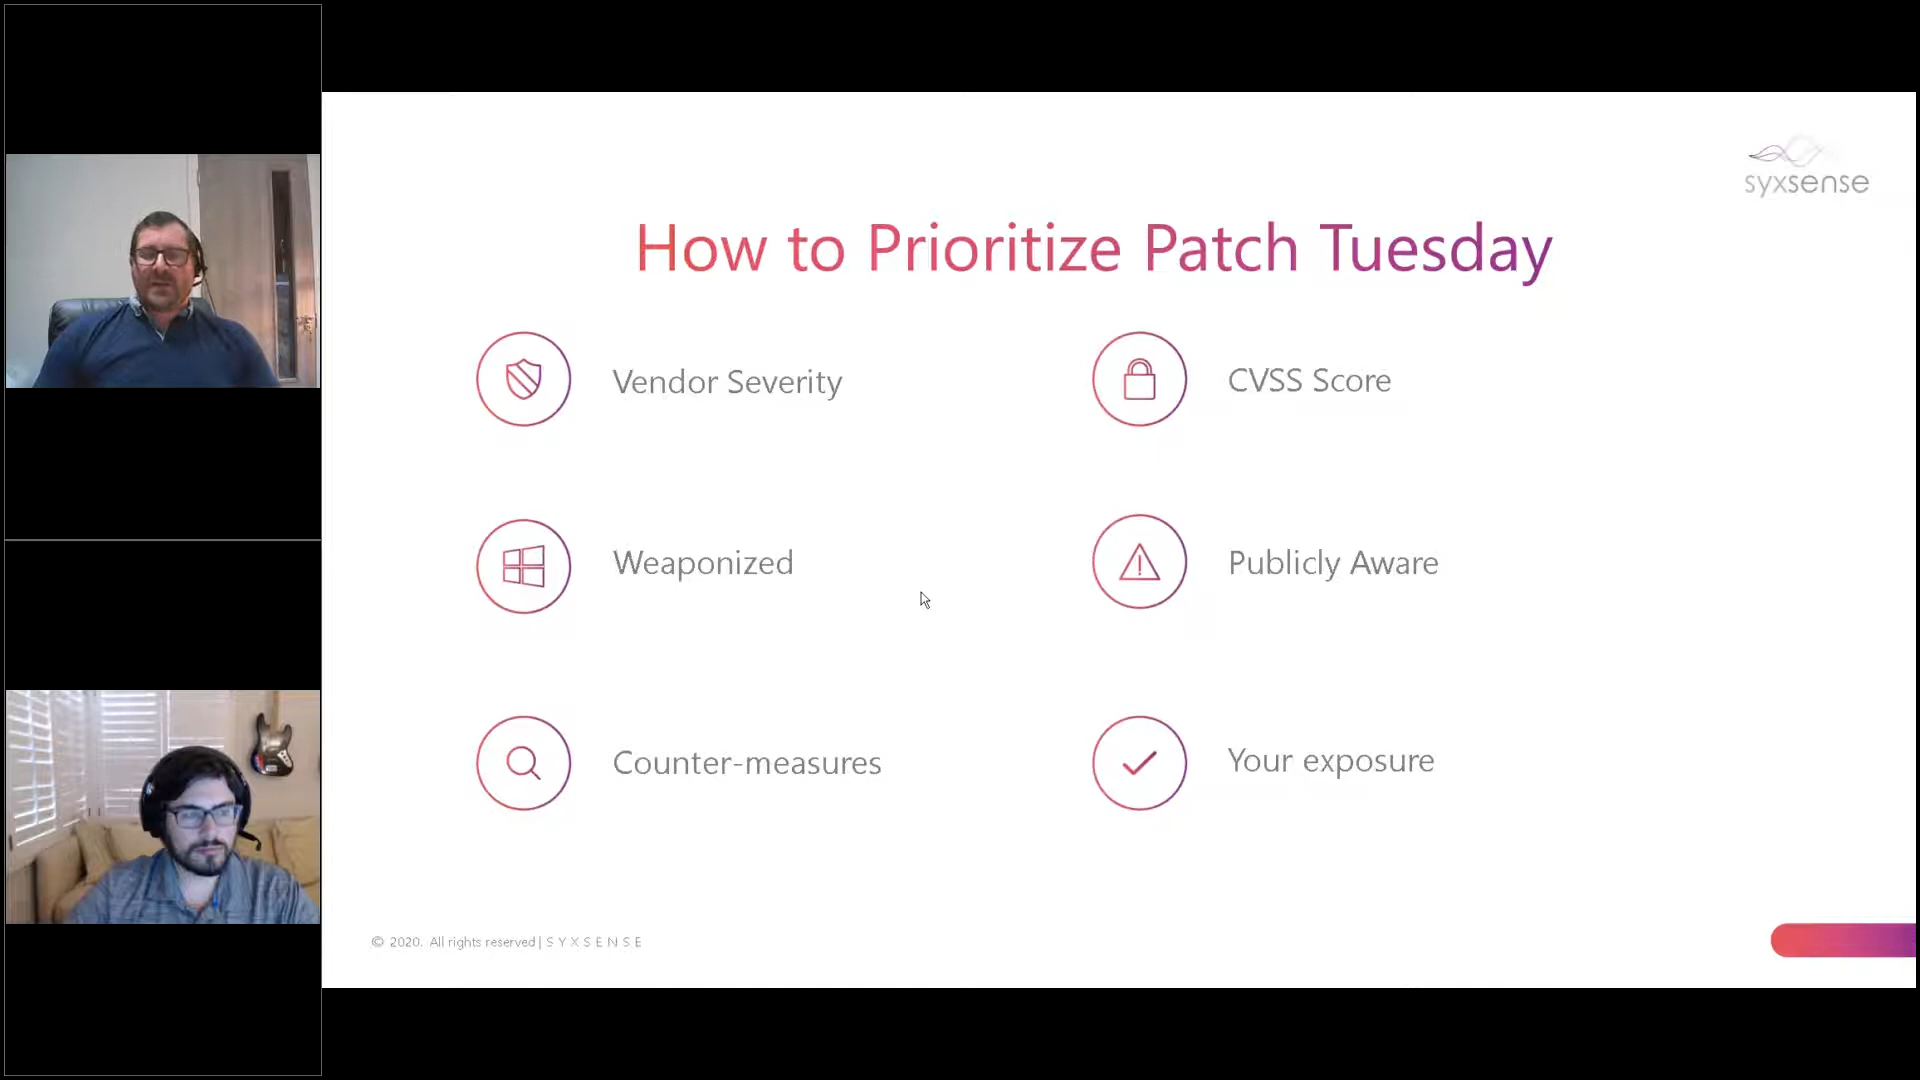 syxsense
How to Prioritize Patch Tuesday
Vendor Severity
CVSS Score
Weaponized
Publicly Aware
Counter-measures
Your exposure
© 2020. All rights reserved | SYXSENSE